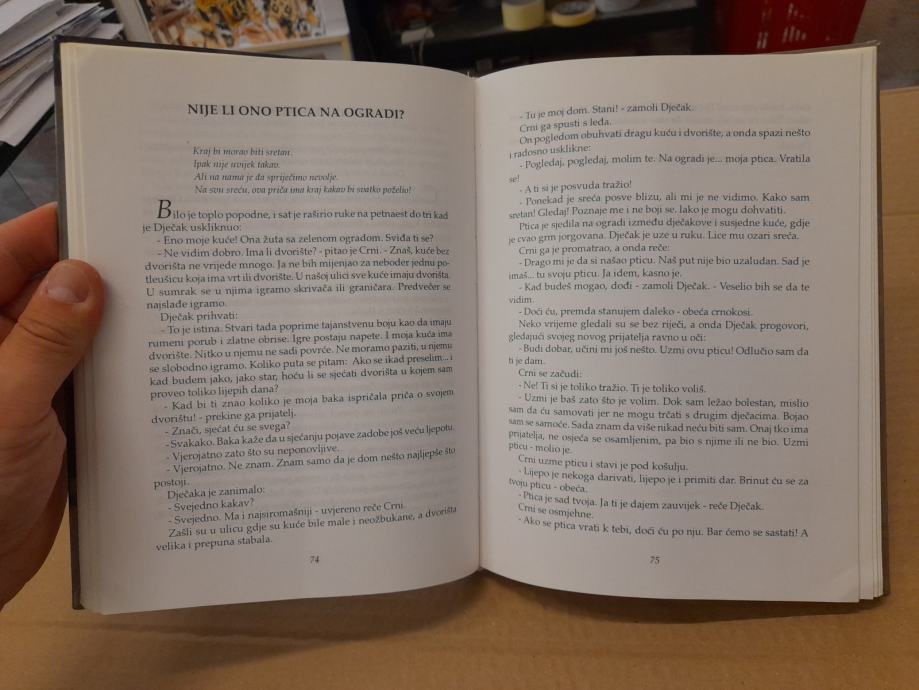 NIJE LI ONO PTICA NA OGRADI?
Kraj bi morao biti sretan.
Ipak nije uvijek takav.
Ali na nama je da spriječimo nevolje.
Na svu sreću, ova priča ima kraj kakav bi svatko poželio!
Bilo je toplo popodne, i sat je raširio ruke na petnaest do tri kad
je Dječak uskliknuo:
- Eno moje kuće! Ona žuta sa zelenom ogradom. Sviđa ti se?
- Ne vidim dobro. Ima li dvorište? - pitao je Crni. - Znaš, kuće bez
dvorišta ne vrijede mnogo. Ja ne bih mijenjao za neboder jednu po-
tleušicu koja ima vrt ili dvorište. U našoj ulici sve kuće imaju dvorišta.
U sumrak se u njima igramo skrivača ili graničara. Predvečer se
najslađe igramo.
Dječak prihvati:
- To je istina. Stvari tada poprime tajanstvenu boju kao da imaju
rumeni porub i zlatne obrise. Igre postaju napete. I moja kuća ima
dvorište. Nitko u njemu ne sadi povrće. Ne moramo paziti, u njemu
se slobodno igramo. Koliko puta se pitam: Ako se ikad preselim... i
kad budem jako, jako star, hoću li se sjećati dvorišta u kojem sam
proveo toliko lijepih dana?
- Kad bi ti znao koliko je moja baka ispričala priča o svojem
dvorištu! - prekine ga prijatelj.
- Znači, sjećat ću se svega?
- Svakako. Baka kaže da u sjećanju pojave zadobe još veću ljepotu.
- Vjerojatno zato što su neponovljive.
- Vjerojatno. Ne znam. Znam samo da je dom nešto najljepše što
postoji.
Dječaka je zanimalo:
- Svejedno kakav?
- Svejedno. Ma i najsiromašniji - uvjereno reče Crni.
Zašli su u ulicu gdje su kuće bile male i neožbukane, a dvorišta
velika i prepuna stabala.
74
- Tu je moj dom. Stani! - zamoli Dječak.
Crni ga spusti s leđa.
On pogledom obuhvati dragu kuću i dvorište, a onda spazi nešto
i radosno usklikne:
- Pogledaj, pogledaj, molim te. Na ogradi je... moja ptica. Vratila
se!
- A ti si je posvuda tražio!
- Ponekad je sreća posve blizu, ali mi je ne vidimo. Kako sam
sretan! Gledaj! Poznaje me i ne boji se. Iako je mogu dohvatiti.
Ptica je sjedila na ogradi između dječakove i susjedne kuće, gdje
je cvao grm jorgovana. Dječak je uze u ruku. Lice mu ozari sreća.
Crni ga je promatrao, a onda reče:
- Drago mi je da si našao pticu. Naš put nije bio uzaludan. Sad je
imaš... tu svoju pticu. Ja idem, kasno je.
- Kad budeš mogao, dođi - zamoli Dječak. - Veselio bih se da te
vidim.
- Doći ću, premda stanujem daleko - obeća crnokosi.
Neko vrijeme gledali su se bez riječi, a onda Dječak progovori,
gledajući svojeg novog prijatelja ravno u oči:
- Budi dobar, učini mi još nešto. Uzmi ovu pticu! Odlučio sam da
ti je dam.
Crni se začudi:
- Ne! Ti si je toliko tražio. Ti je toliko voliš.
- Uzmi je baš zato što je volim. Dok sam ležao bolestan, mislio
sam da ću samovati jer ne mogu trčati s drugim dječacima. Bojao
sam se samoće. Sada znam da više nikad neću biti sam. Onaj tko ima
prijatelja, ne osjeća se osamljenim, pa bio s njime ili ne bio. Uzmi
pticu - molio je.
Crni uzme pticu i stavi je pod košulju.
- Lijepo je nekoga darivati, lijepo je i primiti dar. Brinut ću se za
tvoju pticu - obeća.
- Ptica je sad tvoja. Ja ti je dajem zauvijek - reče Dječak.
Crni se osmjehne.
- Ako se ptica vrati k tebi, doći ću po nju. Bar ćemo se sastati! A
75